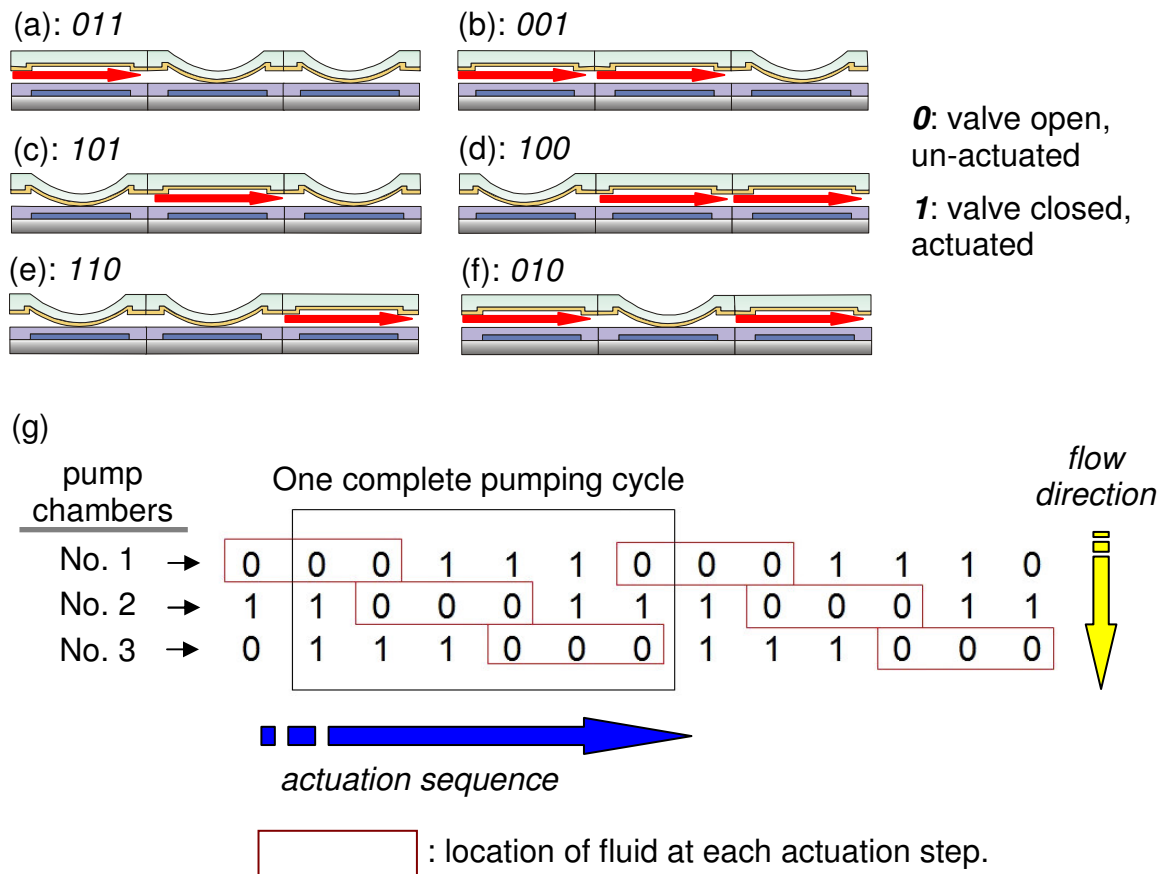 (a): 011
(b): 001
0: valve open,
un-actuated
(c): 101
(d): 100
1: valve closed,
actuated
(e): 110
(f): 010
(g)
pump
chambers
One complete pumping cycle
flow
direction
No. 1 → 0 0 0 1 1 1 0 0 0 1 1 1 0
No. 2 → 1 1 0 0 0 1 1 1 0 0 0 1 1
No. 3 → 0 1 1 1 0 0 0 1 1 1 0 0 0
actuation sequence
: location of fluid at each actuation step.